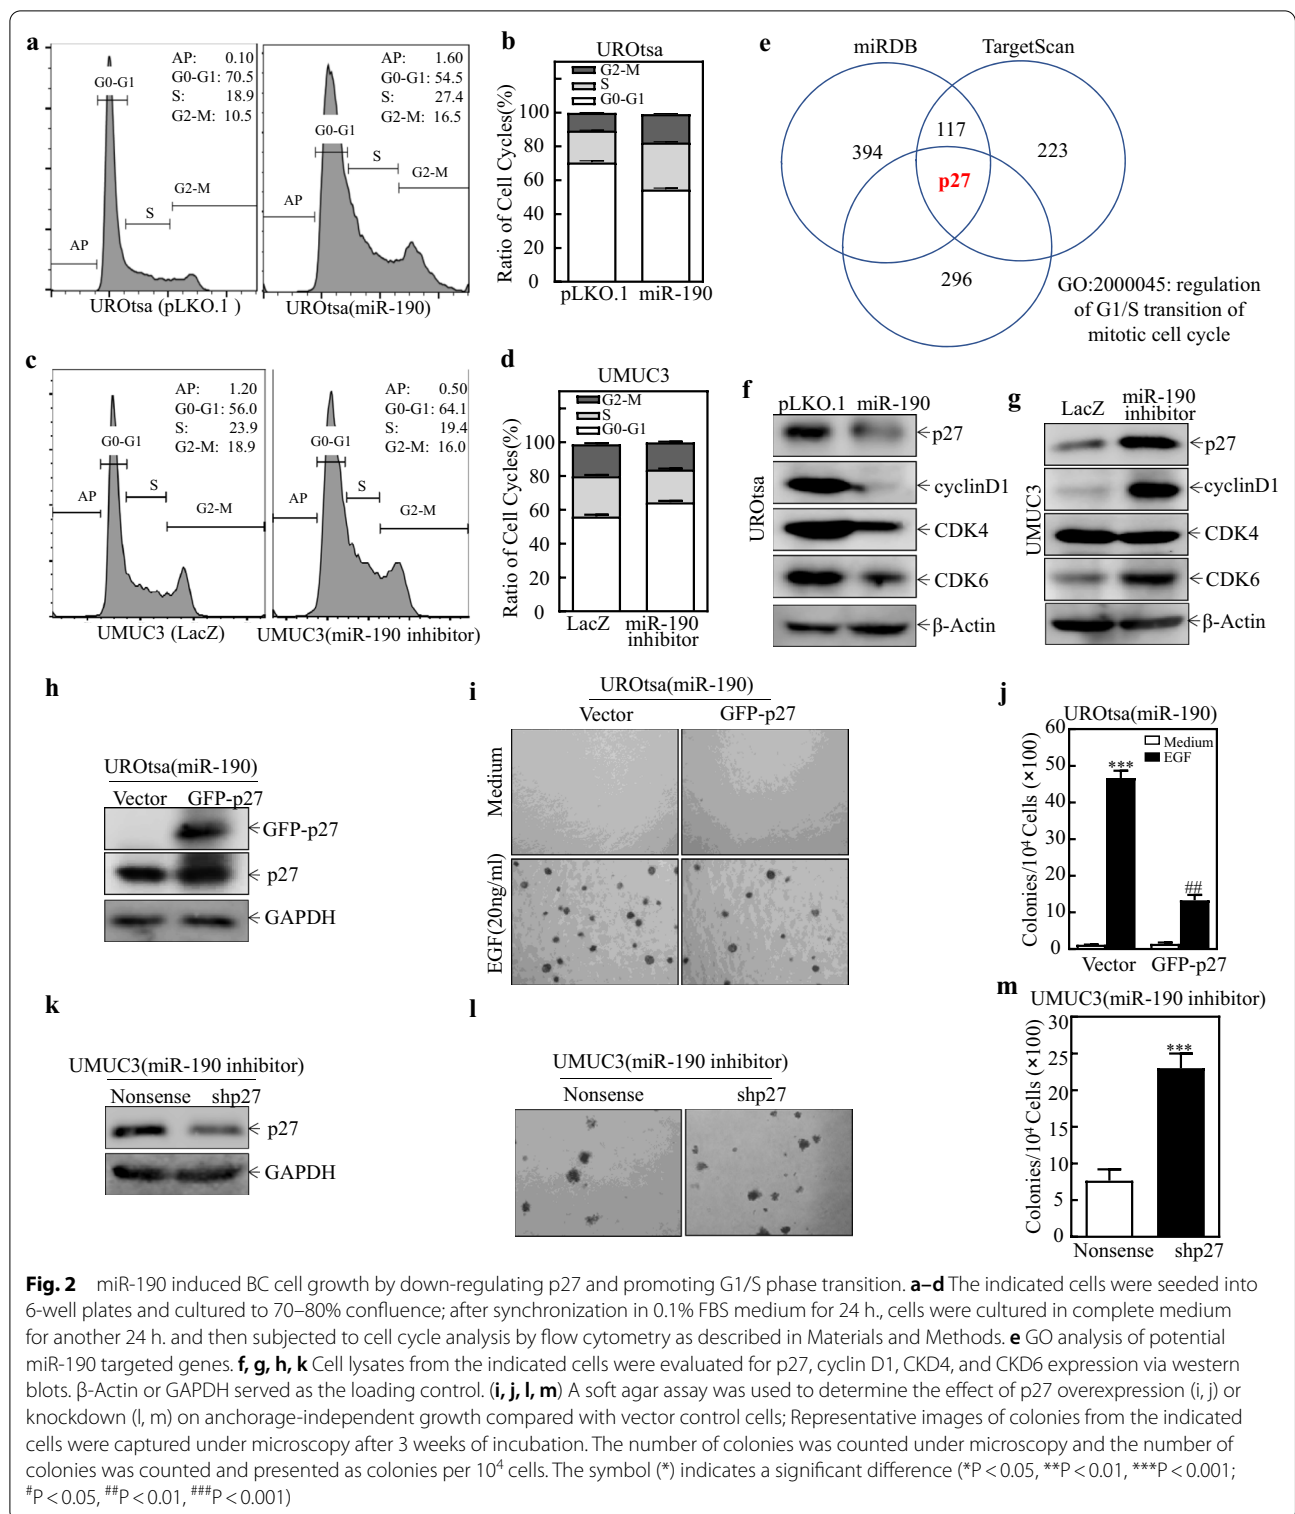 a
AP: 0.10
G0-G1: 70.5
S: 18.9
G2-M: 10.5
G0-G1
S
G2-M
AP
UROtsa (pLKO.1 )
AP: 1.60
G0-G1: 54.5
S: 27.4
G2-M: 16.5
G0-G1
S
G2-M
AP
UROtsa(miR-190)
b
UROtsa
G2-M
S
G0-G1
Ratio of Cell Cycles(%)
100
80
60
40
20
0
pLKO.1 miR-190
e
miRDB TargetScan
117
394 223
p27
296
GO:2000045: regulation
of G1/S transition of
mitotic cell cycle
c
AP: 1.20
G0-G1: 56.0
S: 23.9
G2-M: 18.9
G0-G1
S
AP
G2-M
UMUC3 (LacZ)
AP: 0.50
G0-G1: 64.1
S: 19.4
G2-M: 16.0
G0-G1
AP
S
G2-M
UMUC3(miR-190 inhibitor)
d
UMUC3
G2-M
S
G0-G1
Ratio of Cell Cycles(%)
100
80
60
40
20
0
LacZ miR-190
inhibitor
f
pLKO.1 miR-190
UROtsa
p27
cyclinD1
CDK4
CDK6
β-Actin
g
LacZ miR-190
inhibitor
UMUC3
p27
cyclinD1
CDK4
CDK6
β-Actin
h
UROtsa(miR-190)
Vector GFP-p27
GFP-p27
p27
GAPDH
i
UROtsa(miR-190)
Vector GFP-p27
Medium
EGF(20ng/ml)
j
UROtsa(miR-190)
Medium
EGF
Colonies/10⁴ Cells (×100)
60
50
40
30
20
10
0
***
##
Vector GFP-p27
k
UMUC3(miR-190 inhibitor)
Nonsense shp27
p27
GAPDH
l
UMUC3(miR-190 inhibitor)
Nonsense shp27
m
UMUC3(miR-190 inhibitor)
Colonies/10⁴ Cells (×100)
30
25
20
15
10
5
0
***
Nonsense shp27
Fig. 2 miR-190 induced BC cell growth by down-regulating p27 and promoting G1/S phase transition. a–d The indicated cells were seeded into
6-well plates and cultured to 70–80% confluence; after synchronization in 0.1% FBS medium for 24 h., cells were cultured in complete medium
for another 24 h. and then subjected to cell cycle analysis by flow cytometry as described in Materials and Methods. e GO analysis of potential
miR-190 targeted genes. f, g, h, k Cell lysates from the indicated cells were evaluated for p27, cyclin D1, CKD4, and CKD6 expression via western
blots. β-Actin or GAPDH served as the loading control. (i, j, l, m) A soft agar assay was used to determine the effect of p27 overexpression (i, j) or
knockdown (l, m) on anchorage-independent growth compared with vector control cells; Representative images of colonies from the indicated
cells were captured under microscopy after 3 weeks of incubation. The number of colonies was counted under microscopy and the number of
colonies was counted and presented as colonies per 10⁴ cells. The symbol (*) indicates a significant difference (*P < 0.05, **P < 0.01, ***P < 0.001;
#P < 0.05, ##P < 0.01, ###P < 0.001)